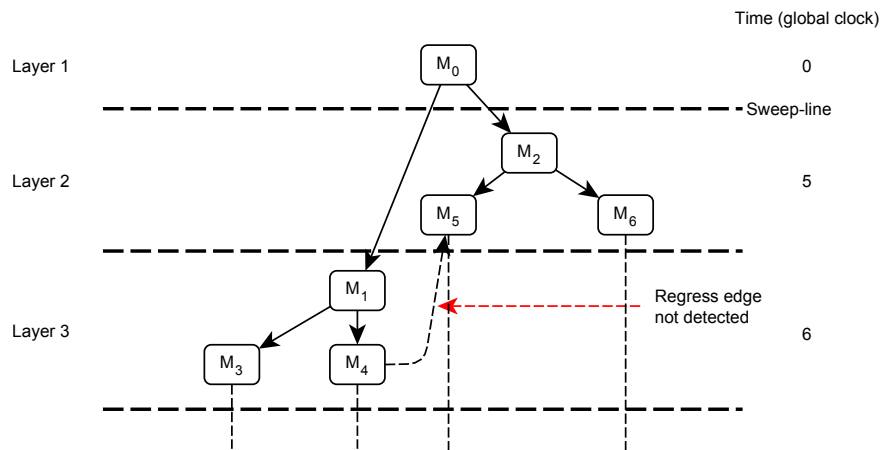 Time (global clock)
Layer 1
M0
0
Sweep-line
M2
Layer 2
5
M5
M6
M1
Regress edge
not detected
Layer 3
6
M3
M4